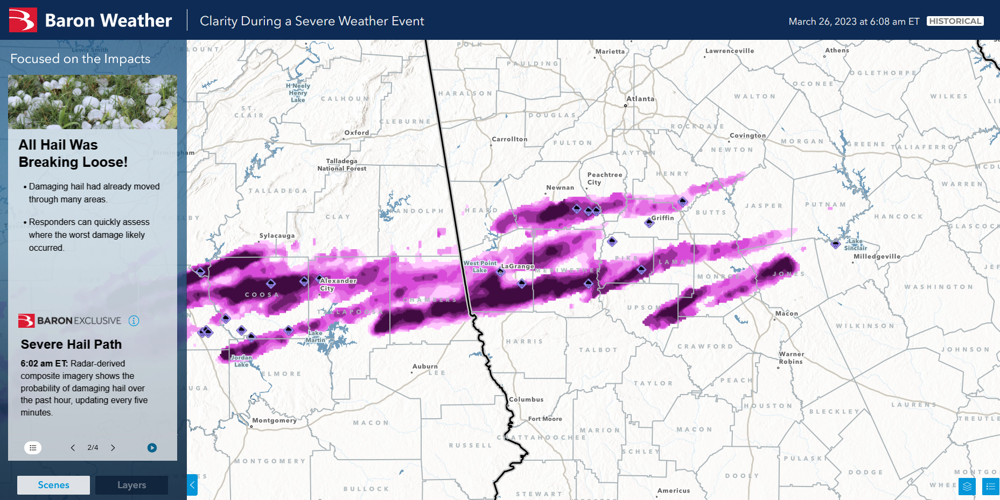 Baron Weather
Clarity During a Severe Weather Event
March 26, 2023 at 6:08 am ET HISTORICAL
Focused on the Impacts
All Hail Was
Breaking Loose!
• Damaging hail had already moved
through many areas.
• Responders can quickly assess
where the worst damage likely
occurred.
BARON EXCLUSIVE
Severe Hail Path
6:02 am ET: Radar-derived
composite imagery shows the
probability of damaging hail over
the past hour, updating every five
minutes.
2/4
Scenes
Layers
Lewis Smith
BLOUNT
POLK
Marietta
Lawrenceville
Athens
PAULDING
OGLETHORPE
H Neely
Henry
Lake
OCONEE
CALHOUN
HARALSON
Atlanta
WALTON
WILKES
ST.
CLAIR
CLEBURNE
DOUGLAS
ROCKDALE
Oxford
Carrollton
FULTON
Covington
MORGAN
GREENE
TALIAFERRO
NEWTON
CLAYTON
Birmingham
Talladega
National Forest
Peachtree
City
HENRY
MCDU
WARREN
Newnan
TALLADEGA
RANDOLPH
HEARD
BUTTS
JASPER
PUTNAM
HANCOCK
CLAY
ELBY
Griffin
GLASCOCK
Sylacauga
Lake
Sinclair
Milledgeville
West Point
Lake
LaGrange
MERIWETHER
PIKE
LAMAR
MONROE
JONES
JEF
Alexander
City
COOSA
CHAMBERS
WASHINGTON
TALLAPOOSA
UPSON
Macon
WILKINSON
Lake
Martin
HARRIS
TALBOT
CRAWFORD
JOHNSON
Jordan
Lake
Warner
Robins
ELMORE
Auburn
LEE
AUGA
TAYLOR
PEACH
Columbus
HOUSTON
LAURENS
BLECKLEY
Montgomery
MACON
Fort Moore
TREUTLE
CHATTAHOOCHEE
MARION
MACON
RUSSELL
SCHLEY
MONTGOMERY
PULASKI
DOOLY
DODGE
MONTGO
BULLOCK
STEWART
Americus
WHEE